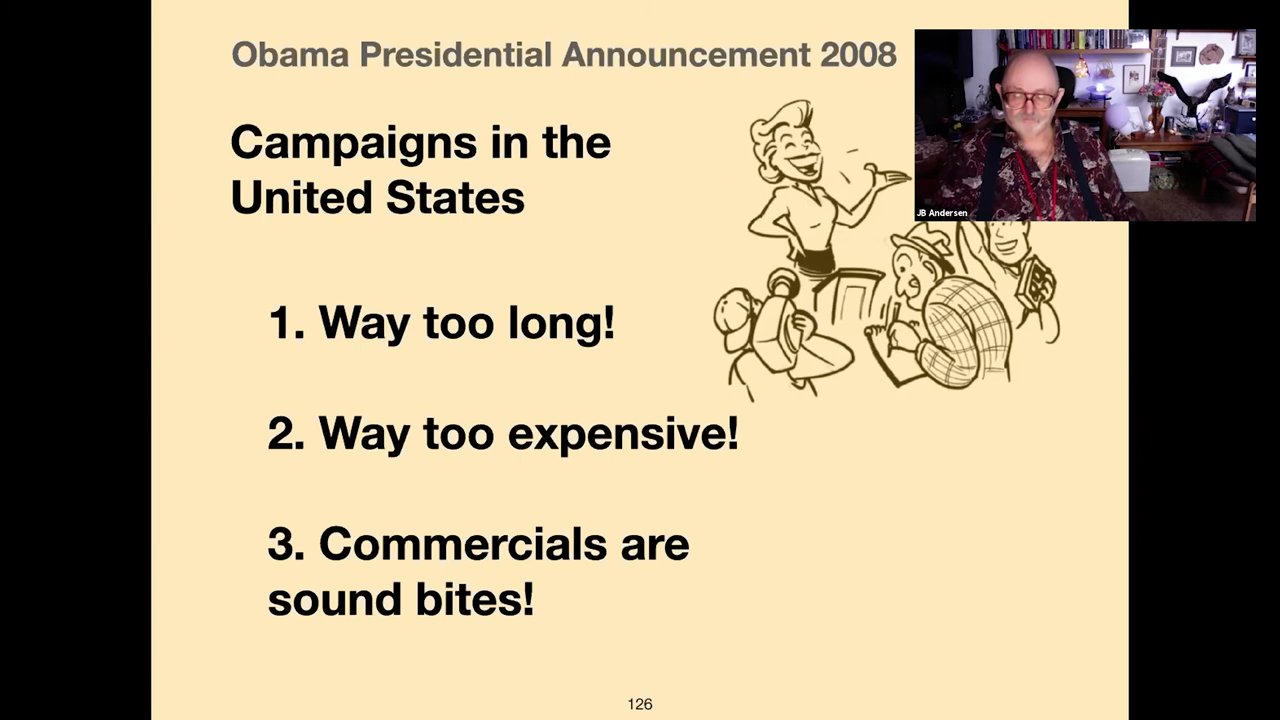 Obama Presidential Announcement 2008
JB Andersen
Campaigns in the
United States
1. Way too long!
2. Way too expensive!
3. Commercials are
sound bites!
126